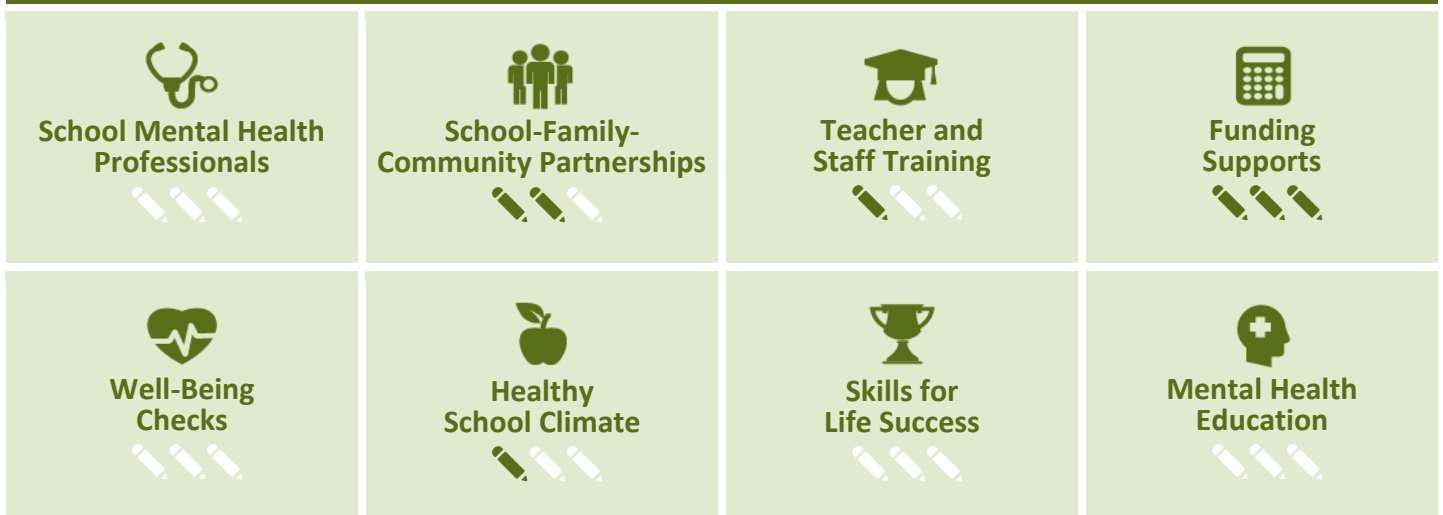 School Mental Health
Professionals
School-Family-
Community Partnerships
Teacher and
Staff Training
Funding
Supports
Well-Being
Checks
Healthy
School Climate
Skills for
Life Success
Mental Health
Education